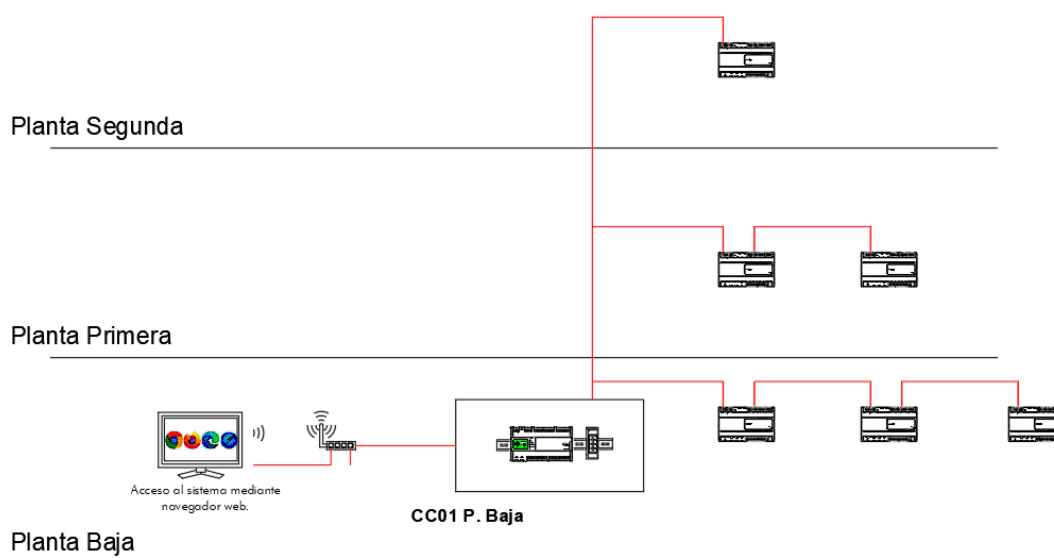 Planta Segunda
Planta Primera
Acceso al sistema mediante
navegador web.
CC01 P. Baja
Planta Baja